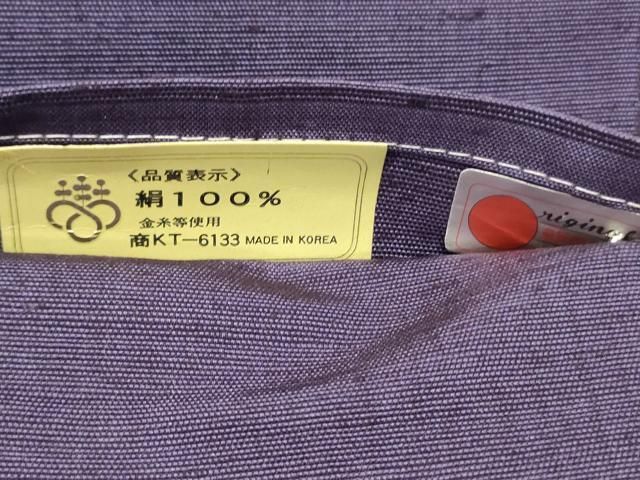 〈品質表示〉
絹100%
金糸等使用
商KT-6133 MADE IN KOREA
riginal